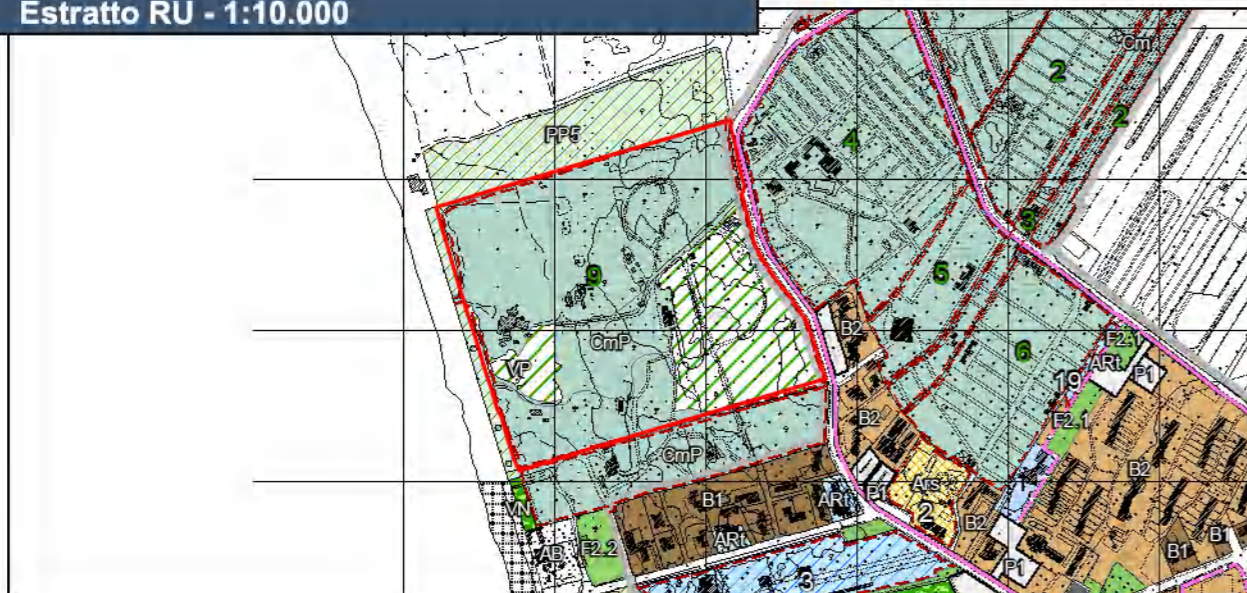 Estratto RU - 1:10.000
Cm
2
2
PP5
4
3
9
5
B2
CmP
6
F2.1
VP
ARt
P1
19
B2
F2.1
CmP
B2
P1
Ars
B1
ARt
2
VN
B2
B1
ARt
B1
AB
F2.2
P1
3